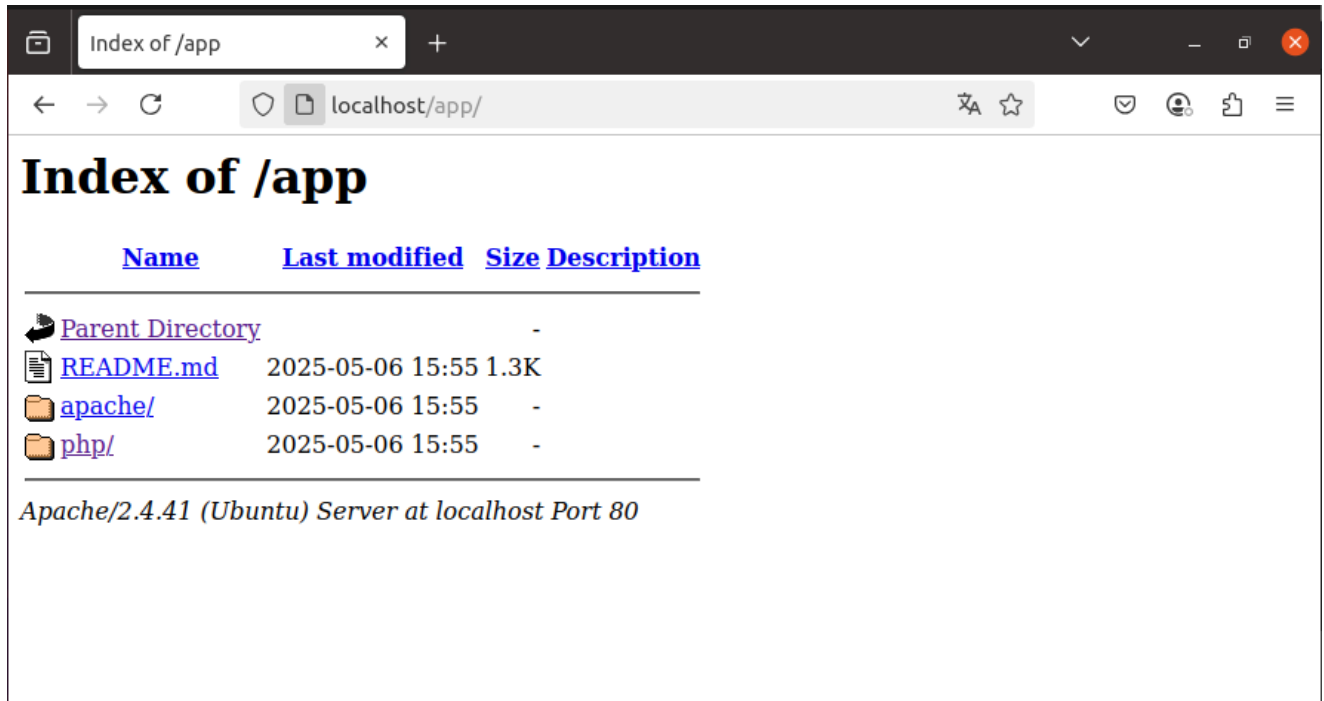 Index of /app
localhost/app/
Index of /app
Name Last modified Size Description
Parent Directory -
README.md 2025-05-06 15:55 1.3K
apache/ 2025-05-06 15:55 -
php/ 2025-05-06 15:55 -
Apache/2.4.41 (Ubuntu) Server at localhost Port 80